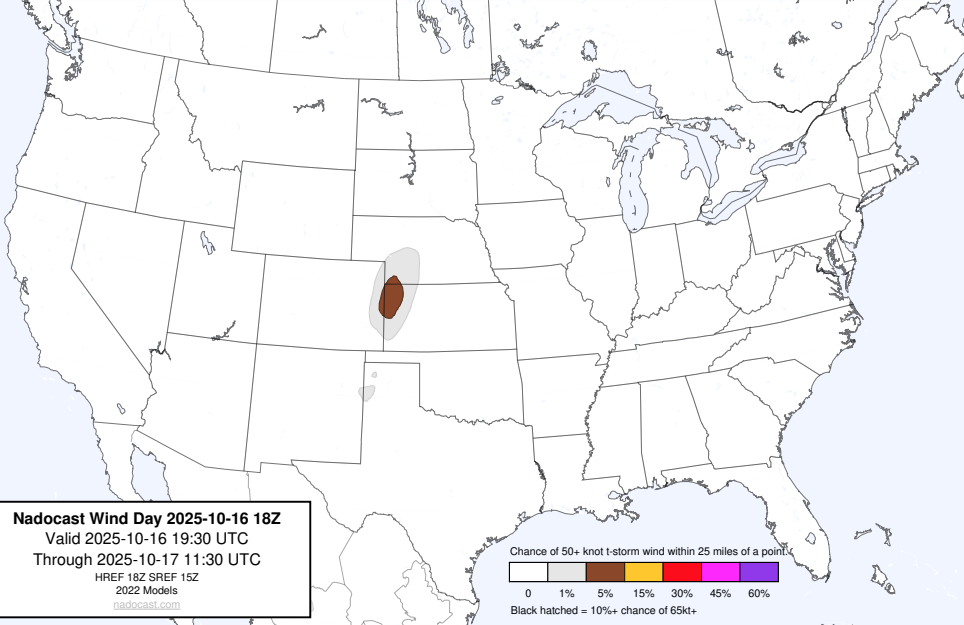 Nadocast Wind Day 2025-10-16 18Z
Valid 2025-10-16 19:30 UTC
Through 2025-10-17 11:30 UTC
HREF 18Z SREF 15Z
2022 Models
nadocast.com
Chance of 50+ knot t-storm wind within 25 miles of a point.
0 1% 5% 15% 30% 45% 60%
Black hatched = 10%+ chance of 65kt+